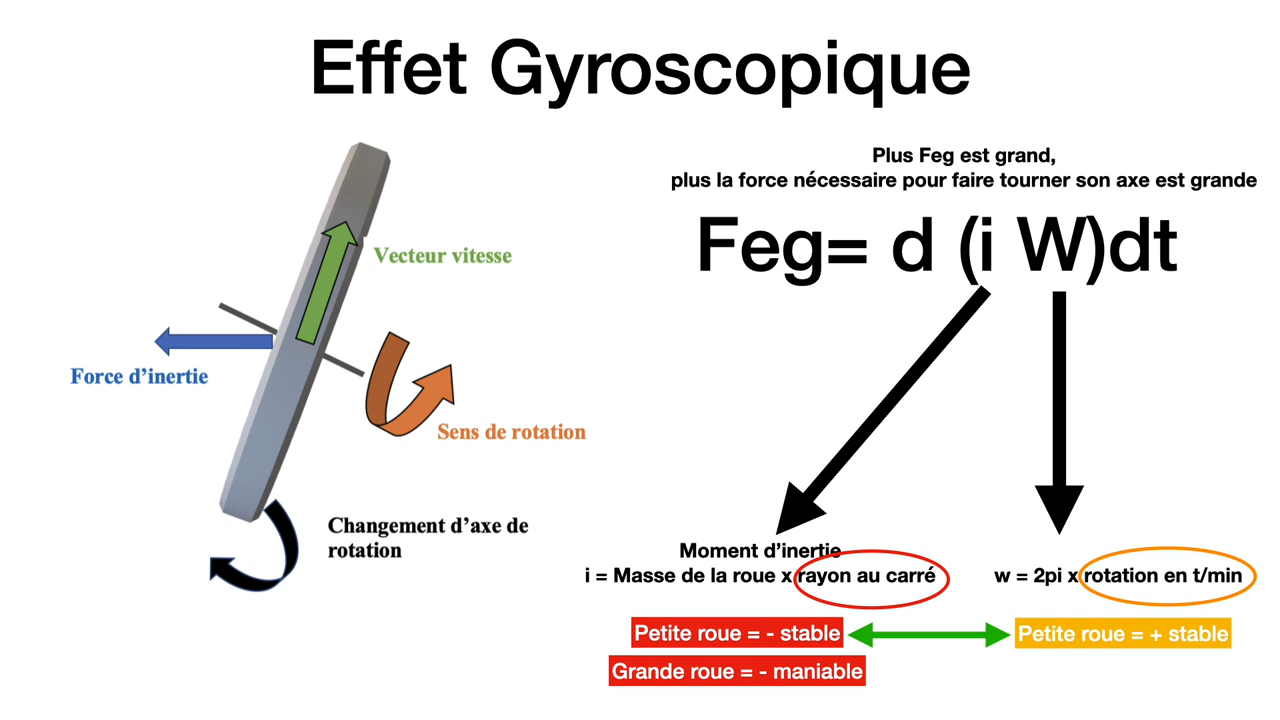 Effet Gyroscopique
Plus Feg est grand,
plus la force nécessaire pour faire tourner son axe est grande
Feg= d (i W)dt
Vecteur vitesse
Force d'inertie
Sens de rotation
Changement d'axe de
rotation
Moment d'inertie
i = Masse de la roue x rayon au carré
w = 2pi x rotation en t/min
Petite roue = - stable
Petite roue = + stable
Grande roue = - maniable